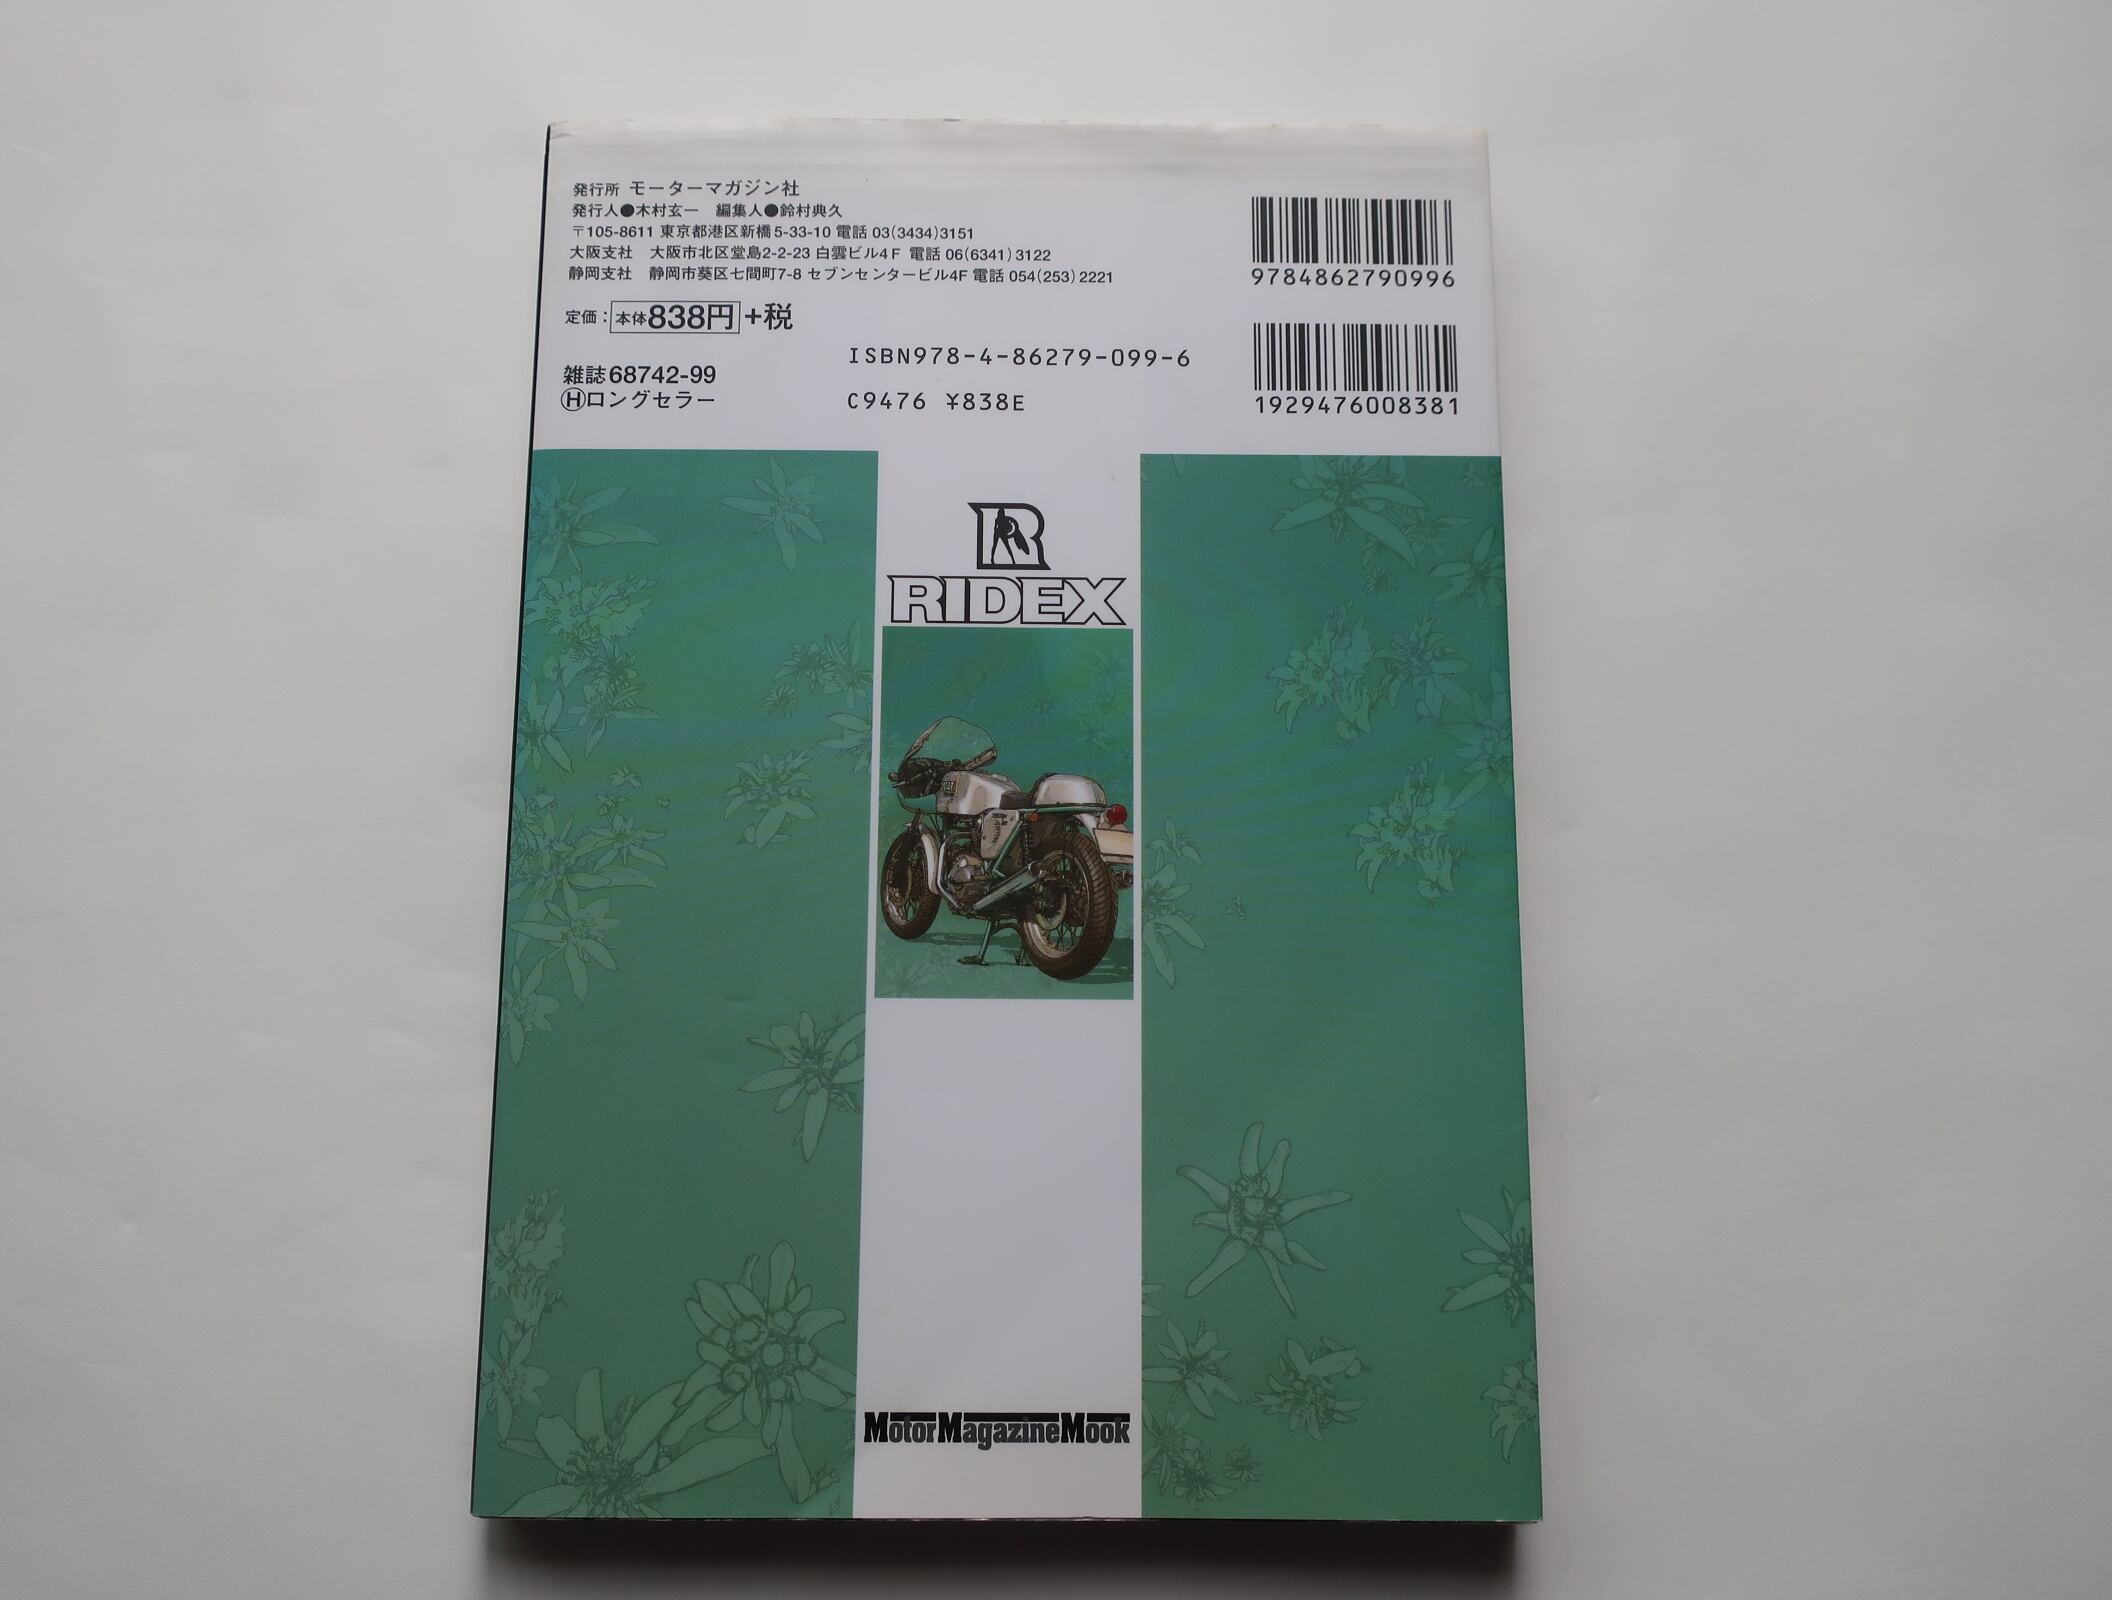 発行所 モーターマガジン社
発行人●木村玄一　編集人●鈴村典久
〒105-8611 東京都港区新橋5-33-10 電話 03(3434)3151
大阪支社　大阪市北区堂島2-2-23 白雲ビル4F 電話 06(6341)3122
静岡支社　静岡市葵区七間町7-8 セブンセンタービル4F 電話 054(253)2221
定価：本体838円+税
雑誌68742-99
Ⓗロングセラー
ISBN978-4-86279-099-6
C9476 ¥838E
9784862790996
1929476008381
R
RIDEX
MotorMagazineMook